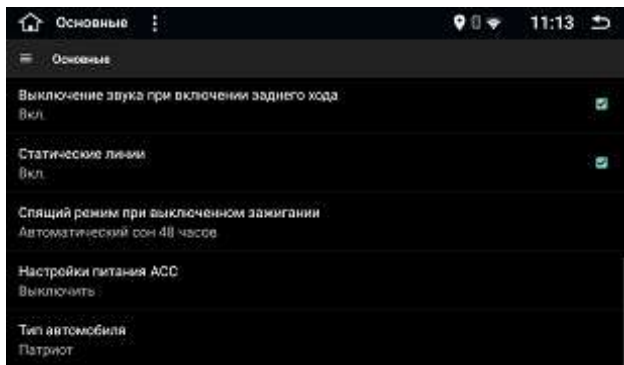 Основные
11:13
Основные
Выключение звука при включении заднего хода
Вкл.
Статические линии
Вкл.
Спящий режим при выключенном зажигании
Автоматический сон 48 часов
Настройки питания ACC
Выключить
Тип автомобиля
Патриот